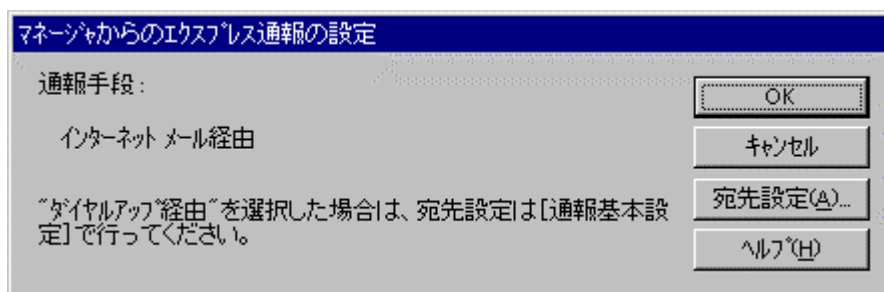 マネージャからのエクスプレス通報の設定
通報手段:
インターネット メール経由
"ダイヤルアップ経由"を選択した場合は、宛先設定は[通報基本設
定]で行ってください。
OK
キャンセル
宛先設定(A)...
ヘルプ(H)